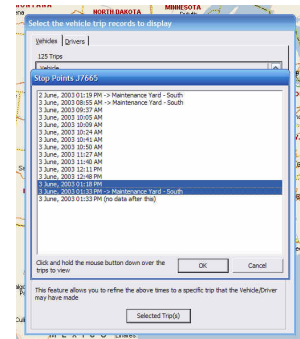 NORTH DAKOTA
MINNESOTA
Select the vehicle trip records to display
Vehicles Drivers
125 Trips
Vehicle
Stop Points J7665
2 June, 2003 01:19 PM -> Maintenance Yard - South
3 June, 2003 08:55 AM -> Maintenance Yard - South
3 June, 2003 09:37 AM
3 June, 2003 10:05 AM
3 June, 2003 10:09 AM
3 June, 2003 10:24 AM
3 June, 2003 10:41 AM
3 June, 2003 10:50 AM
3 June, 2003 11:27 AM
3 June, 2003 11:40 AM
3 June, 2003 12:11 PM
3 June, 2003 12:48 PM
3 June, 2003 01:18 PM
3 June, 2003 01:33 PM -> Maintenance Yard - South
3 June, 2003 01:33 PM (no data after this)
Click and hold the mouse button down over the
trips to view
OK Cancel
This feature allows you to refine the above times to a specific trip that the Vehicle/Driver
may have made
Selected Trip(s)